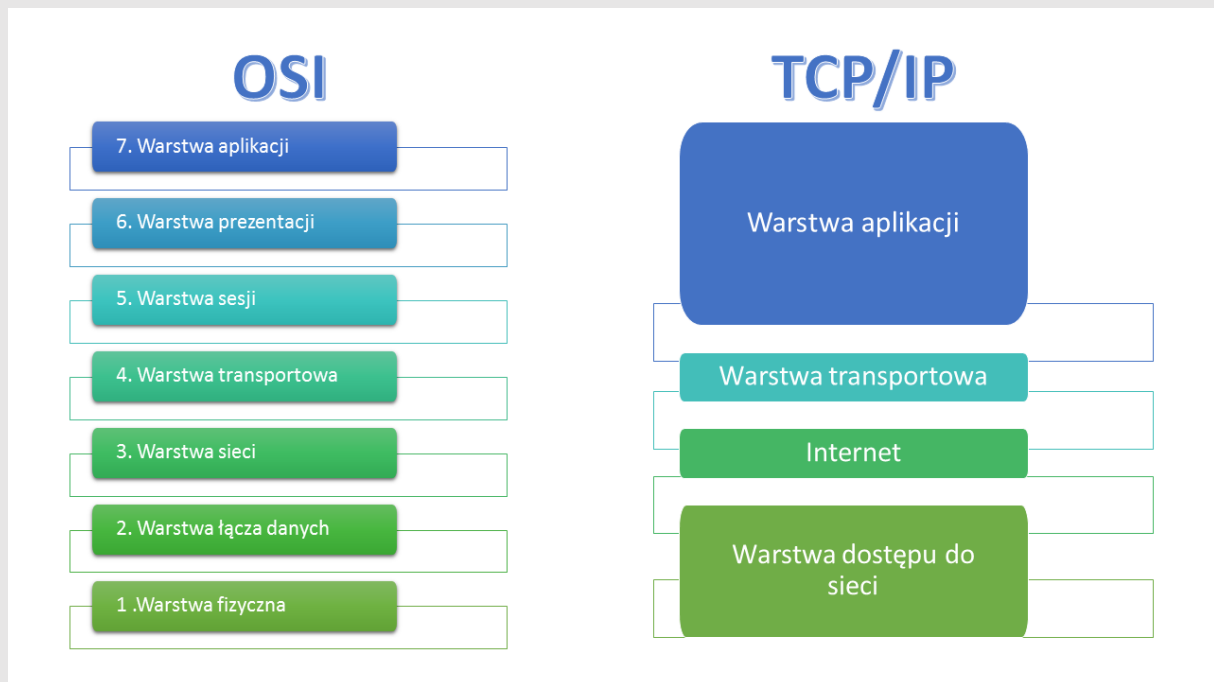 OSI
7. Warstwa aplikacji
6. Warstwa prezentacji
5. Warstwa sesji
4. Warstwa transportowa
3. Warstwa sieci
2. Warstwa łącza danych
1 .Warstwa fizyczna
TCP/IP
Warstwa aplikacji
Warstwa transportowa
Internet
Warstwa dostępu do
sieci